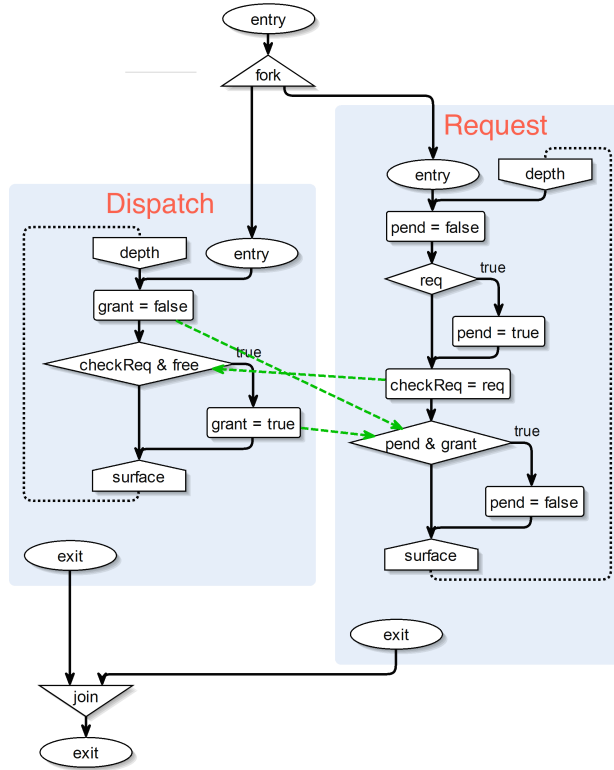 entry
fork
Request
entry
depth
Dispatch
pend = false
depth
entry
req
true
grant = false
pend = true
checkReq & free
true
checkReq = req
grant = true
pend & grant
true
surface
pend = false
exit
surface
exit
join
exit